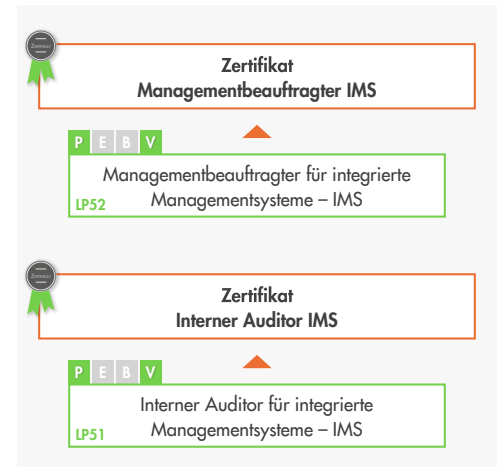 Zertifikat
Managementbeauftragter IMS
P E B V
Managementbeauftragter für integrierte
Managementsysteme – IMS
LP52
Zertifikat
Interner Auditor IMS
P E B V
Interner Auditor für integrierte
Managementsysteme – IMS
LP51